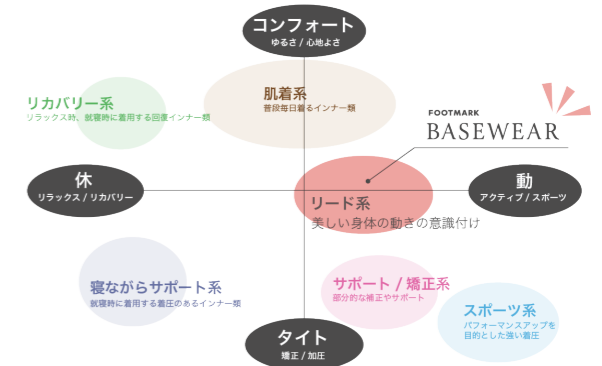 コンフォート
ゆるさ / 心地よさ
肌着系
普段毎日着るインナー類
リカバリー系
リラックス時、就寝時に着用する回復インナー類
FOOTMARK
BASEWEAR
休
リラックス / リカバリー
動
アクティブ / スポーツ
リード系
美しい身体の動きの意識付け
寝ながらサポート系
就寝時に着用する着圧のあるインナー類
サポート / 矯正系
部分的な補正やサポート
スポーツ系
パフォーマンスアップを
目的とした強い着圧
タイト
矯正 / 加圧